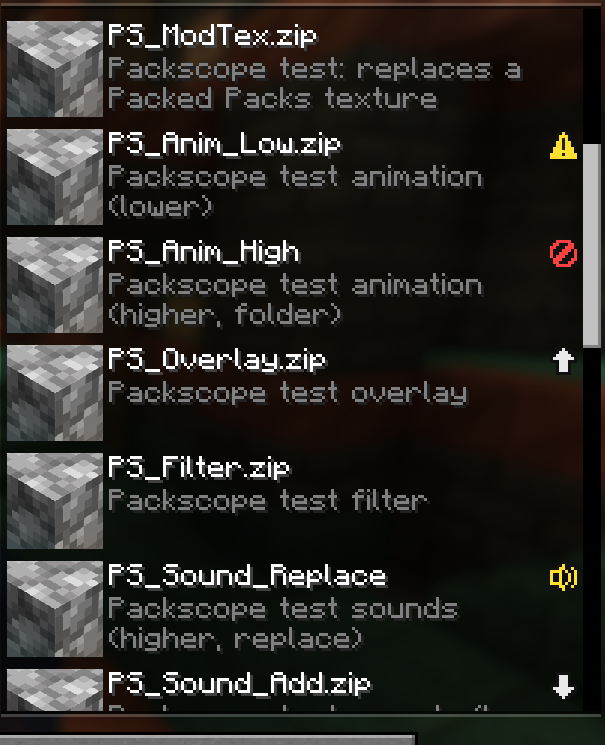 PS_ModTex.zip
Packscope test: replaces a
Packed Packs texture
PS_Anim_Low.zip
Packscope test animation
(lower)
PS_Anim_High
Packscope test animation
(higher, folder)
PS_Overlay.zip
Packscope test overlay
PS_Filter.zip
Packscope test filter
PS_Sound_Replace
Packscope test sounds
(higher, replace)
PS_Sound_Add.zip